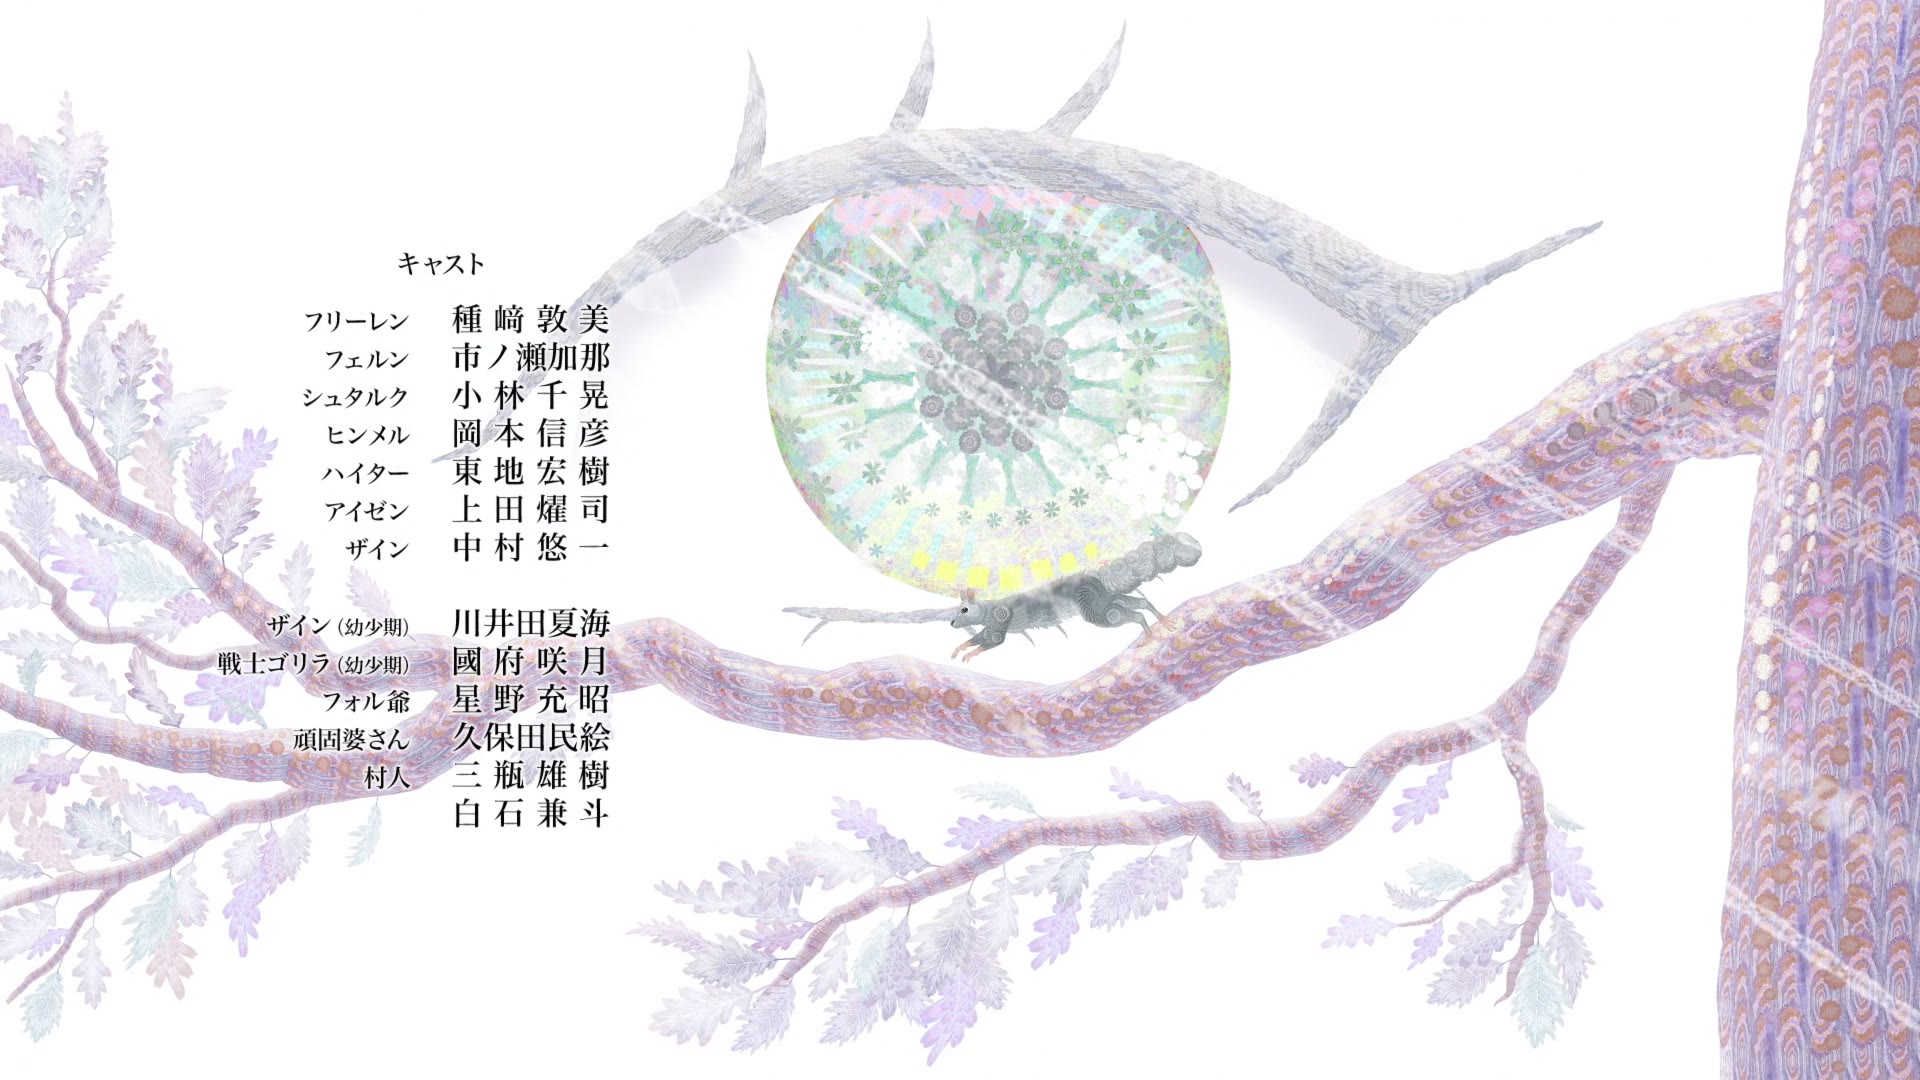 キャスト
フリーレン 種﨑敦美
フェルン 市ノ瀬加那
シュタルク 小林千晃
ヒンメル 岡本信彦
ハイター 東地宏樹
アイゼン 上田燿司
ザイン 中村悠一
ザイン（幼少期） 川井田夏海
戦士ゴリラ（幼少期） 國府咲月
フォル爺 星野充昭
頑固婆さん 久保田民絵
村人 三瓶雄樹
白石兼斗